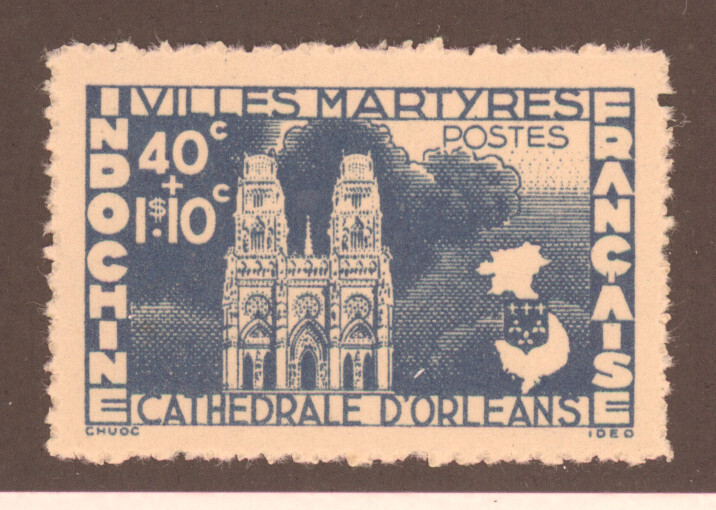 VILLES MARTYRES
INDOCHINE
FRANÇAISE
POSTES
40c
+
1$10c
CATHEDRALE D'ORLEANS
CHUOC
IDEO